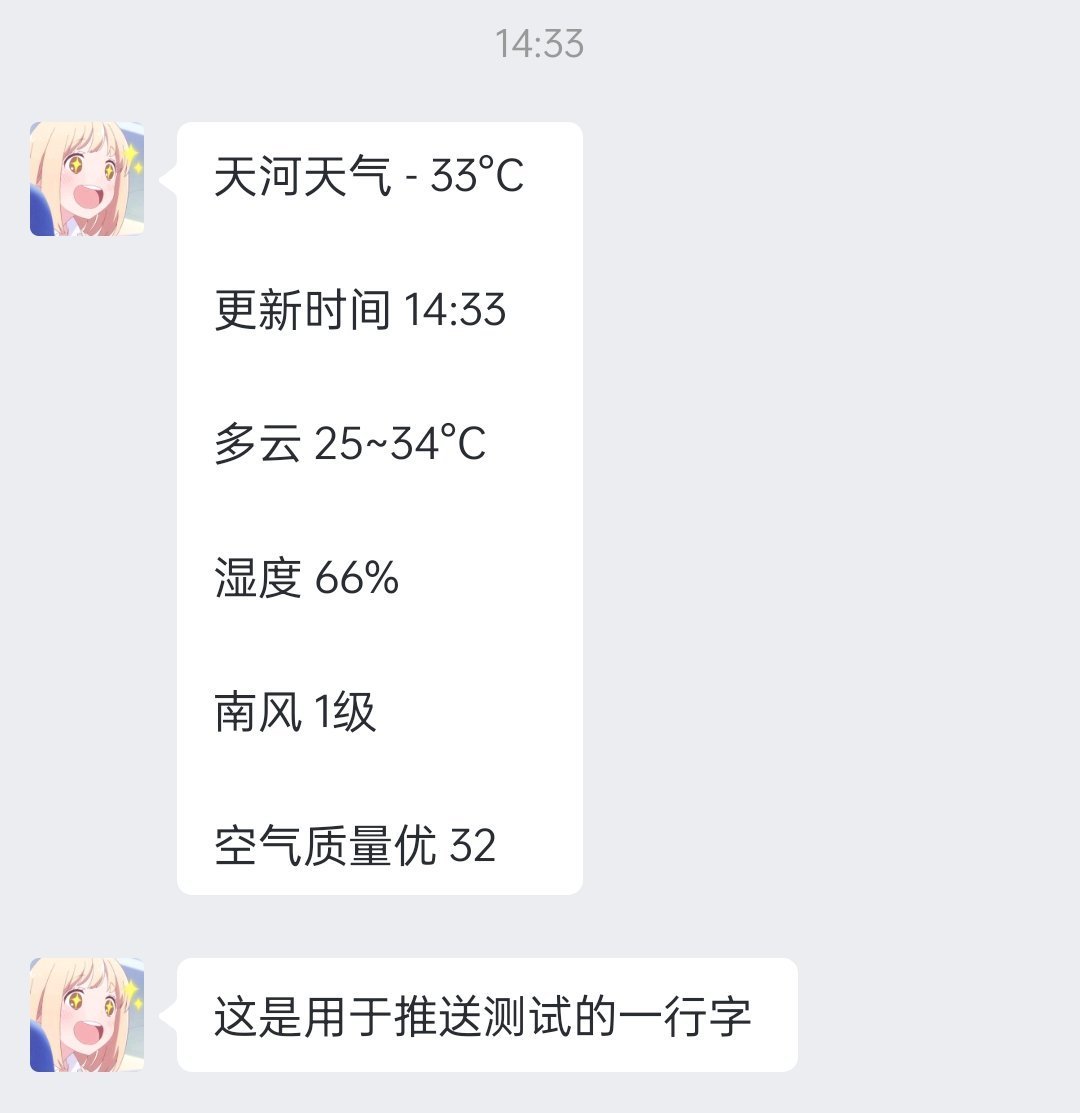 14:33
天河天气 - 33°C
更新时间 14:33
多云 25~34°C
湿度 66%
南风 1级
空气质量优 32
这是用于推送测试的一行字